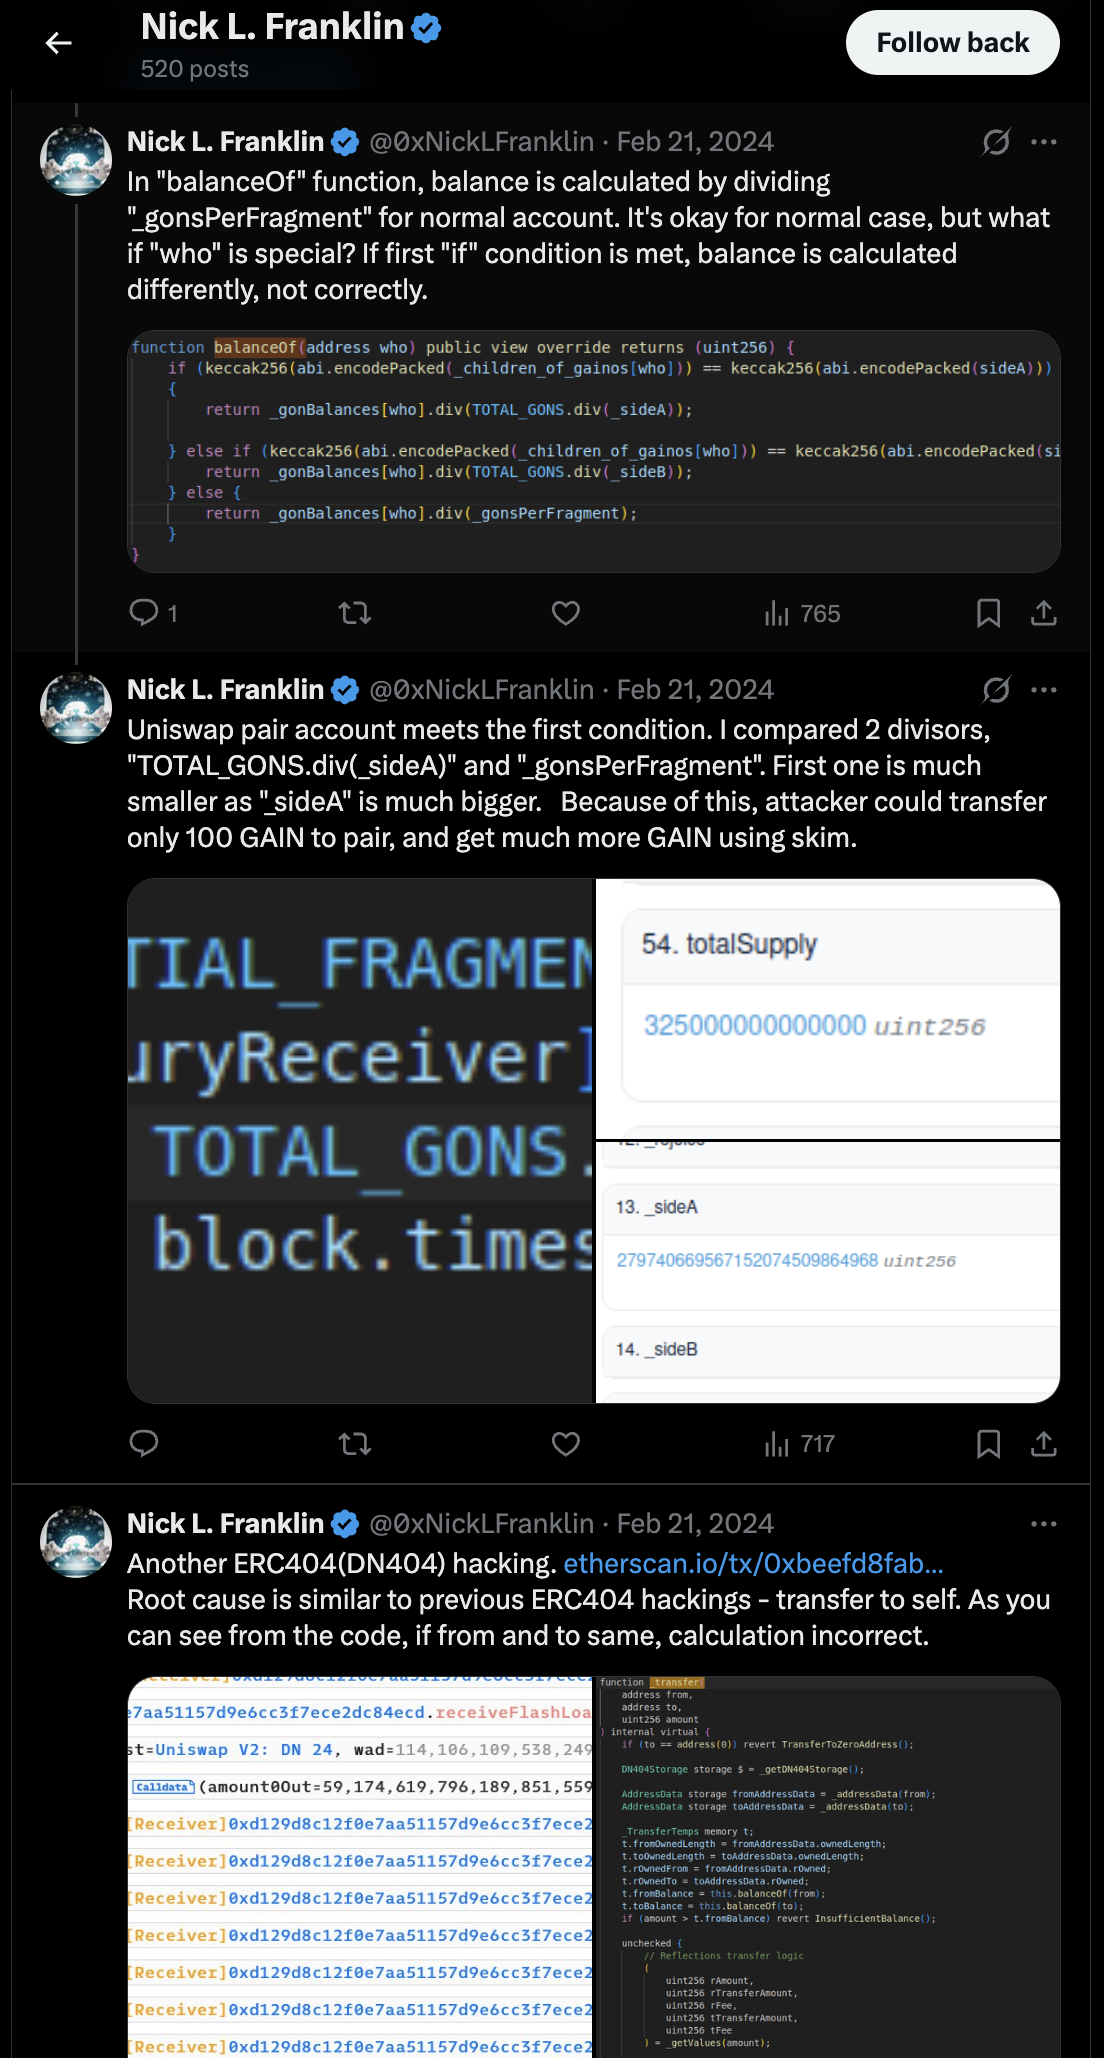 Nick L. Franklin
520 posts
Follow back
Nick L. Franklin @0xNickLFranklin · Feb 21, 2024
In "balanceOf" function, balance is calculated by dividing
"_gonsPerFragment" for normal account. It's okay for normal case, but what
if "who" is special? If first "if" condition is met, balance is calculated
differently, not correctly.
function balanceOf(address who) public view override returns (uint256) {
if (keccak256(abi.encodePacked(_children_of_gainos[who])) == keccak256(abi.encodePacked(sideA)))
{
return _gonBalances[who].div(TOTAL_GONS.div(_sideA));
} else if (keccak256(abi.encodePacked(_children_of_gainos[who])) == keccak256(abi.encodePacked(si
return _gonBalances[who].div(TOTAL_GONS.div(_sideB));
} else {
return _gonBalances[who].div(_gonsPerFragment);
}
}
1
765
Nick L. Franklin @0xNickLFranklin · Feb 21, 2024
Uniswap pair account meets the first condition. I compared 2 divisors,
"TOTAL_GONS.div(_sideA)" and "_gonsPerFragment". First one is much
smaller as "_sideA" is much bigger.   Because of this, attacker could transfer
only 100 GAIN to pair, and get much more GAIN using skim.
TIAL_FRAGMEN
uryReceiver]
TOTAL_GONS.
block.times
54. totalSupply
325000000000000 uint256
13. _sideA
279740669567152074509864968 uint256
14. _sideB
717
Nick L. Franklin @0xNickLFranklin · Feb 21, 2024
Another ERC404(DN404) hacking. etherscan.io/tx/0xbeefd8fab…
Root cause is similar to previous ERC404 hackings - transfer to self. As you
can see from the code, if from and to same, calculation incorrect.
e7aa51157d9e6cc3f7ece2dc84ecd.receiveFlashLoa
st=Uniswap V2: DN 24, wad=114,106,109,538,249
Calldata (amount0Out=59,174,619,796,189,851,559
[Receiver]0xd129d8c12f0e7aa51157d9e6cc3f7ece2
[Receiver]0xd129d8c12f0e7aa51157d9e6cc3f7ece2
[Receiver]0xd129d8c12f0e7aa51157d9e6cc3f7ece2
[Receiver]0xd129d8c12f0e7aa51157d9e6cc3f7ece2
[Receiver]0xd129d8c12f0e7aa51157d9e6cc3f7ece2
[Receiver]0xd129d8c12f0e7aa51157d9e6cc3f7ece2
[Receiver]0xd129d8c12f0e7aa51157d9e6cc3f7ece2
function _transfer(
address from,
address to,
uint256 amount
) internal virtual {
if (to == address(0)) revert TransferToZeroAddress();
DN404Storage storage $ = _getDN404Storage();
AddressData storage fromAddressData = _addressData(from);
AddressData storage toAddressData = _addressData(to);
_TransferTemps memory t;
t.fromOwnedLength = fromAddressData.ownedLength;
t.toOwnedLength = toAddressData.ownedLength;
t.rOwnedFrom = fromAddressData.rOwned;
t.rOwnedTo = toAddressData.rOwned;
t.fromBalance = this.balanceOf(from);
t.toBalance = this.balanceOf(to);
if (amount > t.fromBalance) revert InsufficientBalance();
unchecked {
// Reflections transfer logic
(
uint256 rAmount,
uint256 rTransferAmount,
uint256 rFee,
uint256 tTransferAmount,
uint256 tFee
) = _getValues(amount);